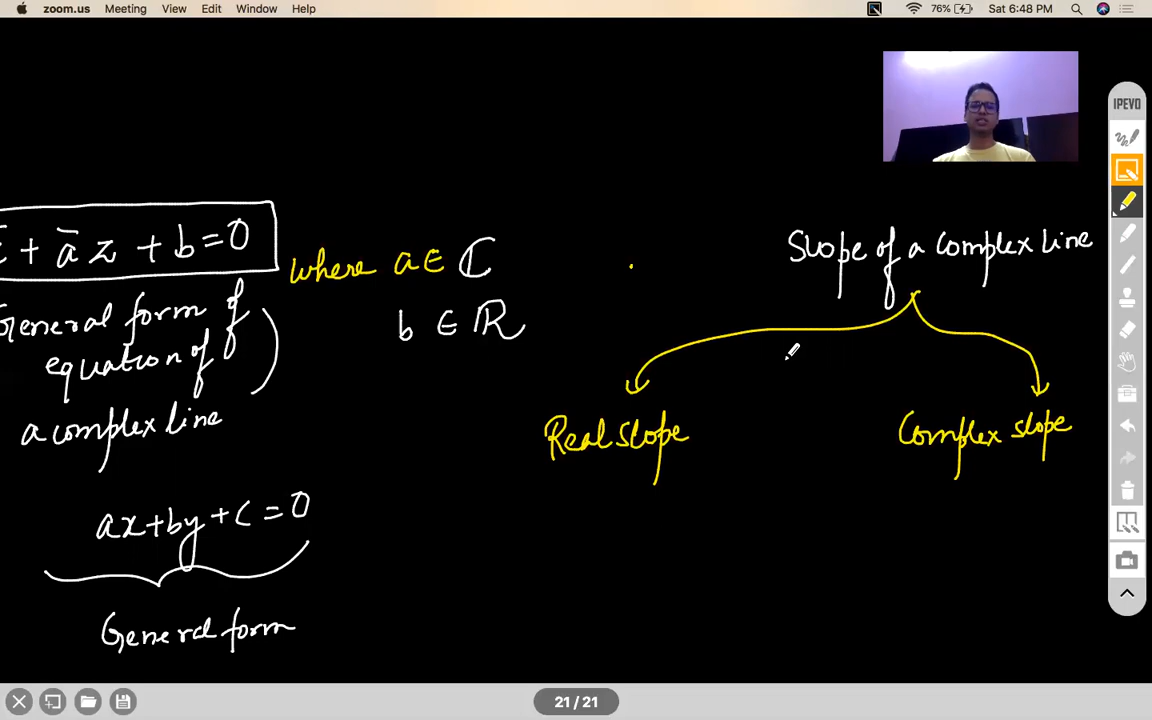 zoom.us Meeting View Edit Window Help 76% Sat 6:48 PM
IPEVO
+ āz + b = 0
where a ∈ ℂ
b ∈ ℝ
General form of
equation of
a complex line
ax+by+c=0
General form
Slope of a complex line
Real slope
Complex slope
21 / 21